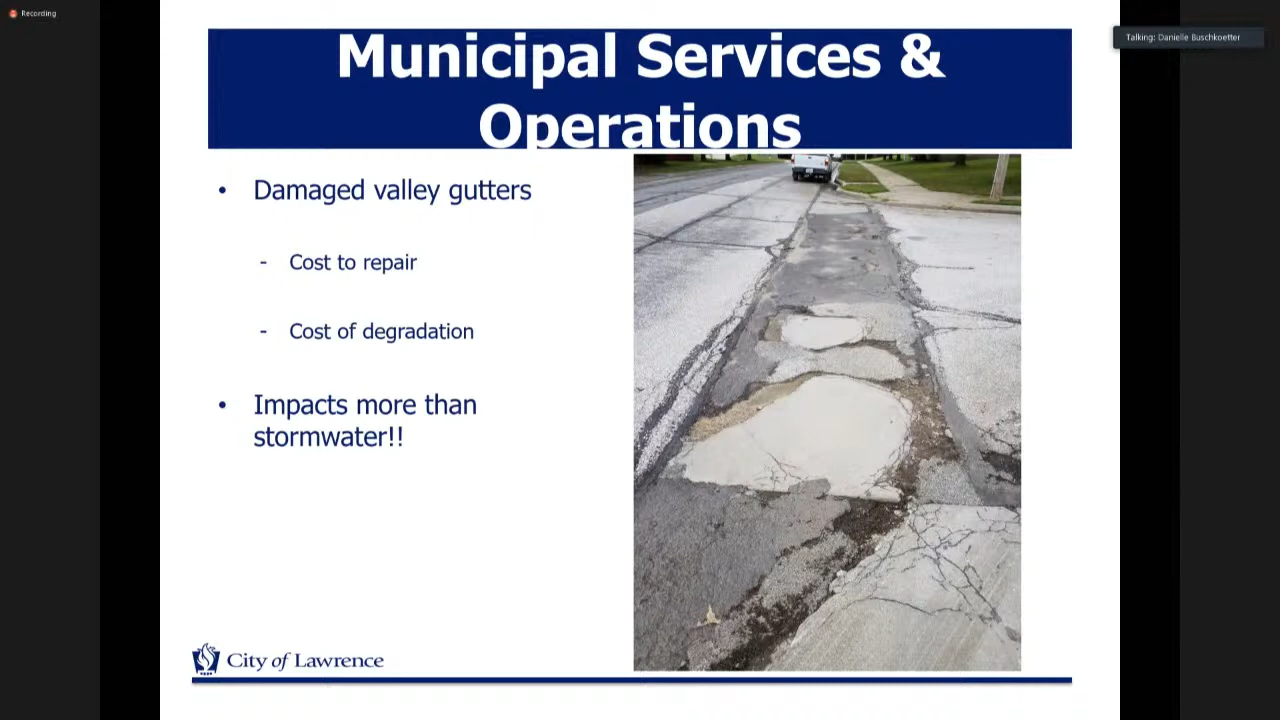 Recording
Talking: Danielle Buschkoetter
Municipal Services &
Operations
• Damaged valley gutters
- Cost to repair
- Cost of degradation
• Impacts more than
stormwater!!
City of Lawrence